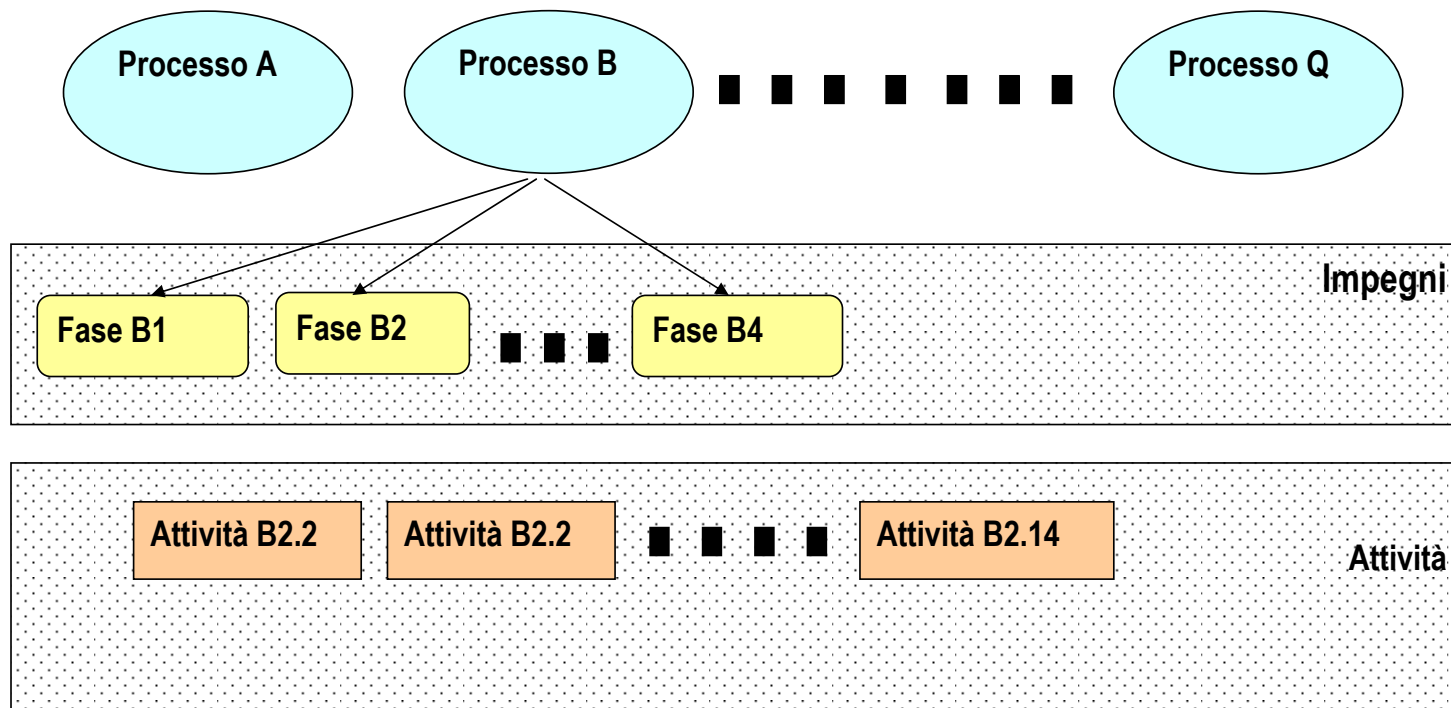 Processo A
Processo B
Processo Q
Impegni
Fase B1
Fase B2
Fase B4
Attività B2.2
Attività B2.2
Attività B2.14
Attività